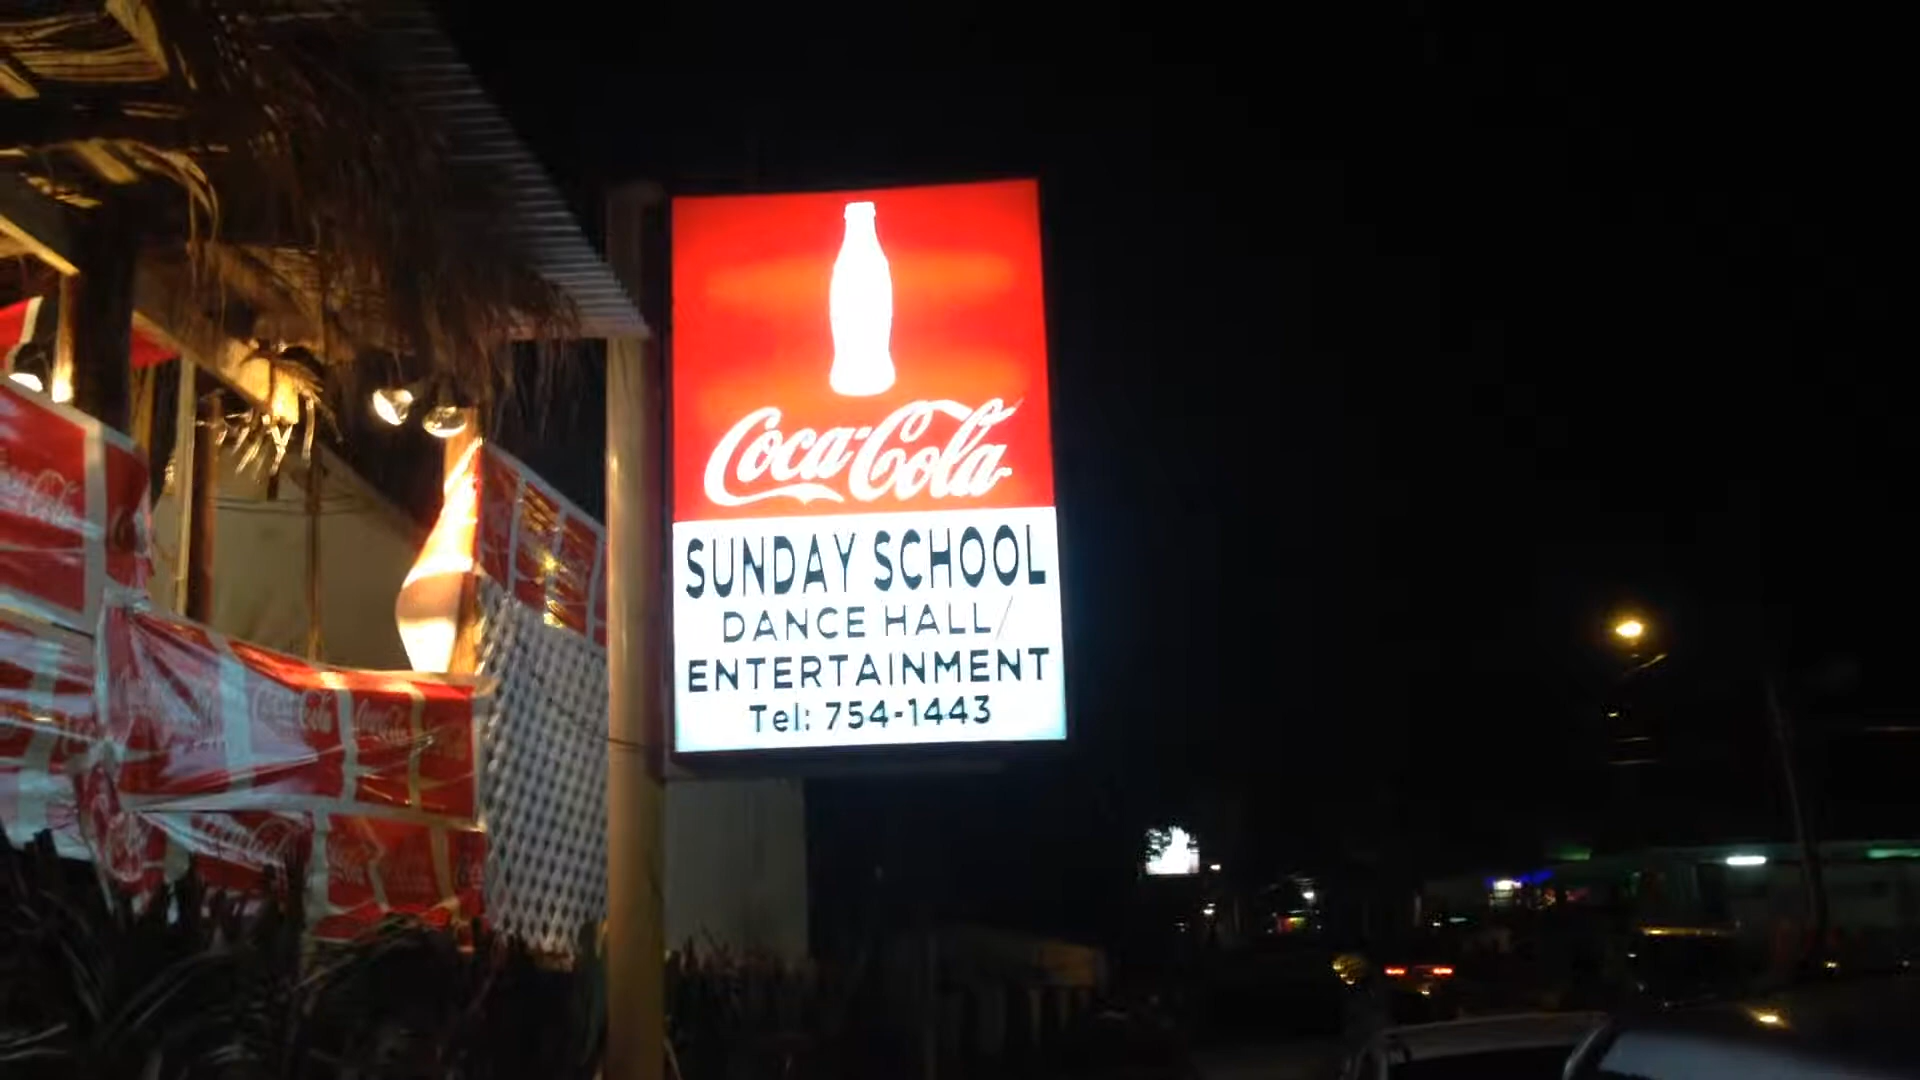 Coca-Cola
SUNDAY SCHOOL
DANCE HALL/
ENTERTAINMENT
Tel: 754-1443